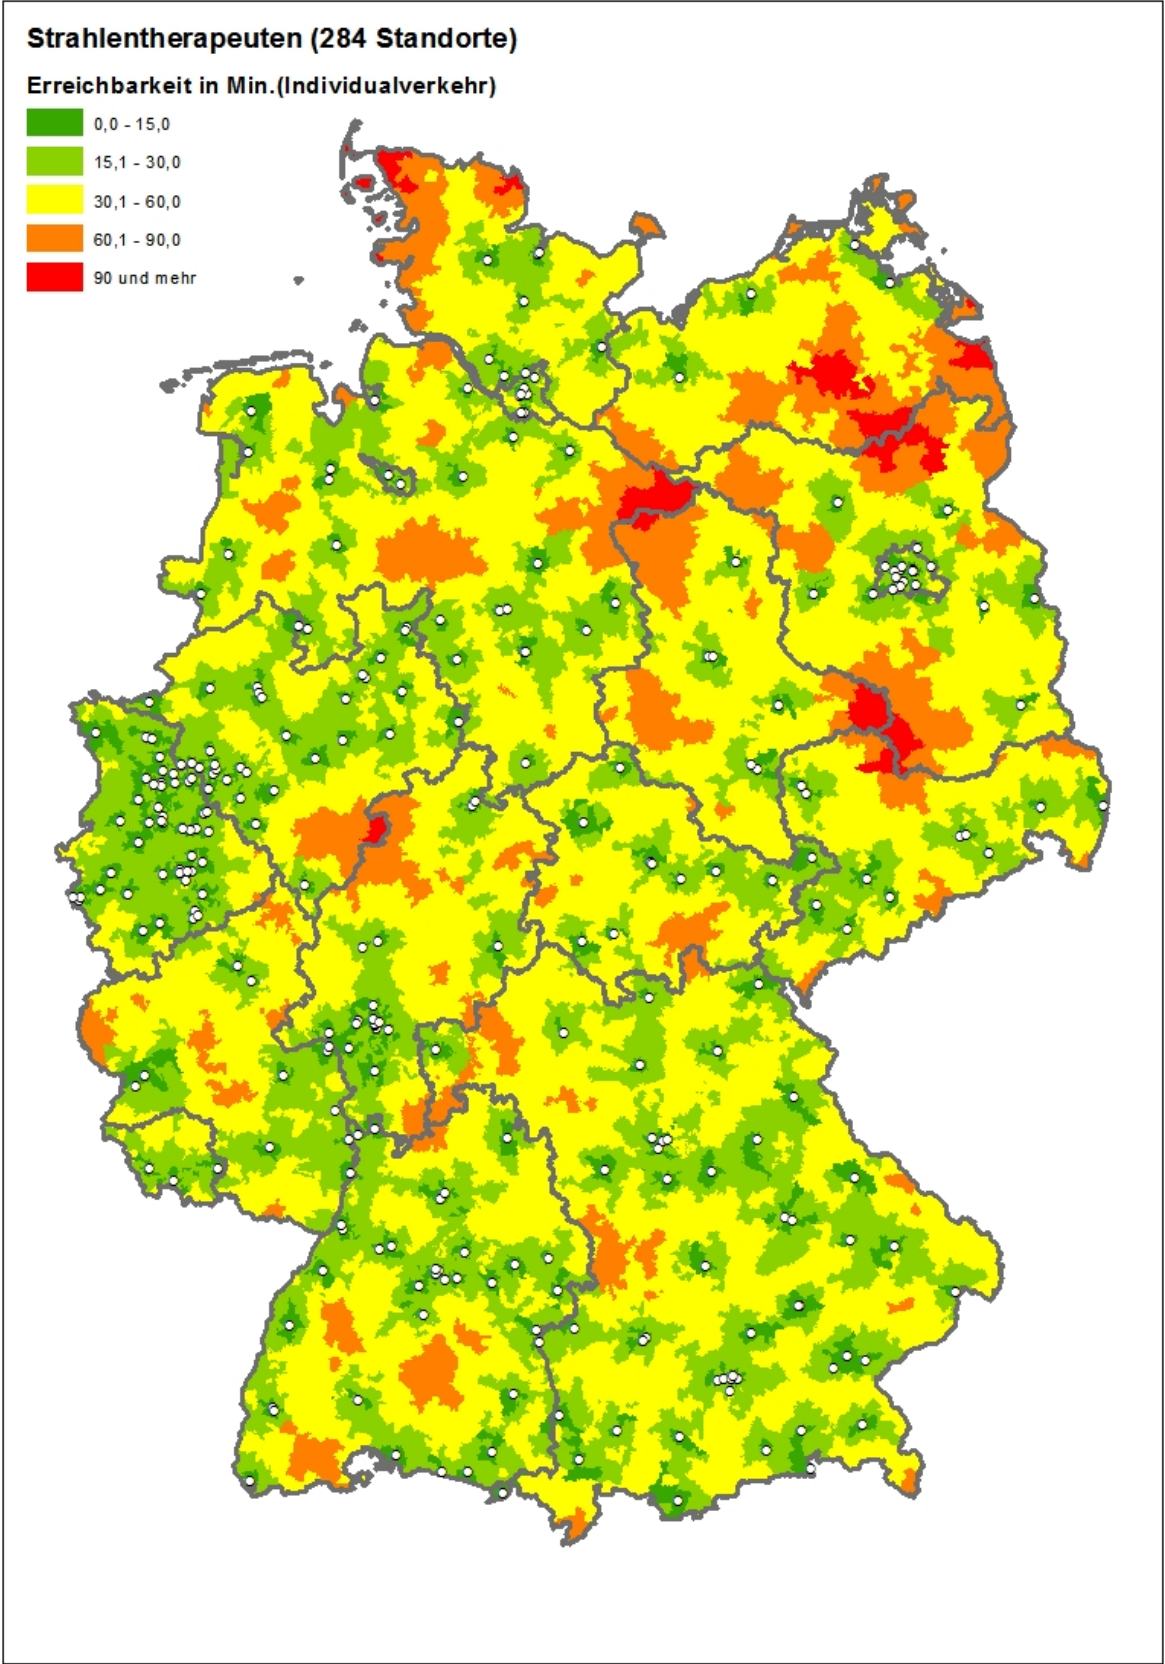 Strahlentherapeuten (284 Standorte)
Erreichbarkeit in Min.(Individualverkehr)
0,0 - 15,0
15,1 - 30,0
30,1 - 60,0
60,1 - 90,0
90 und mehr